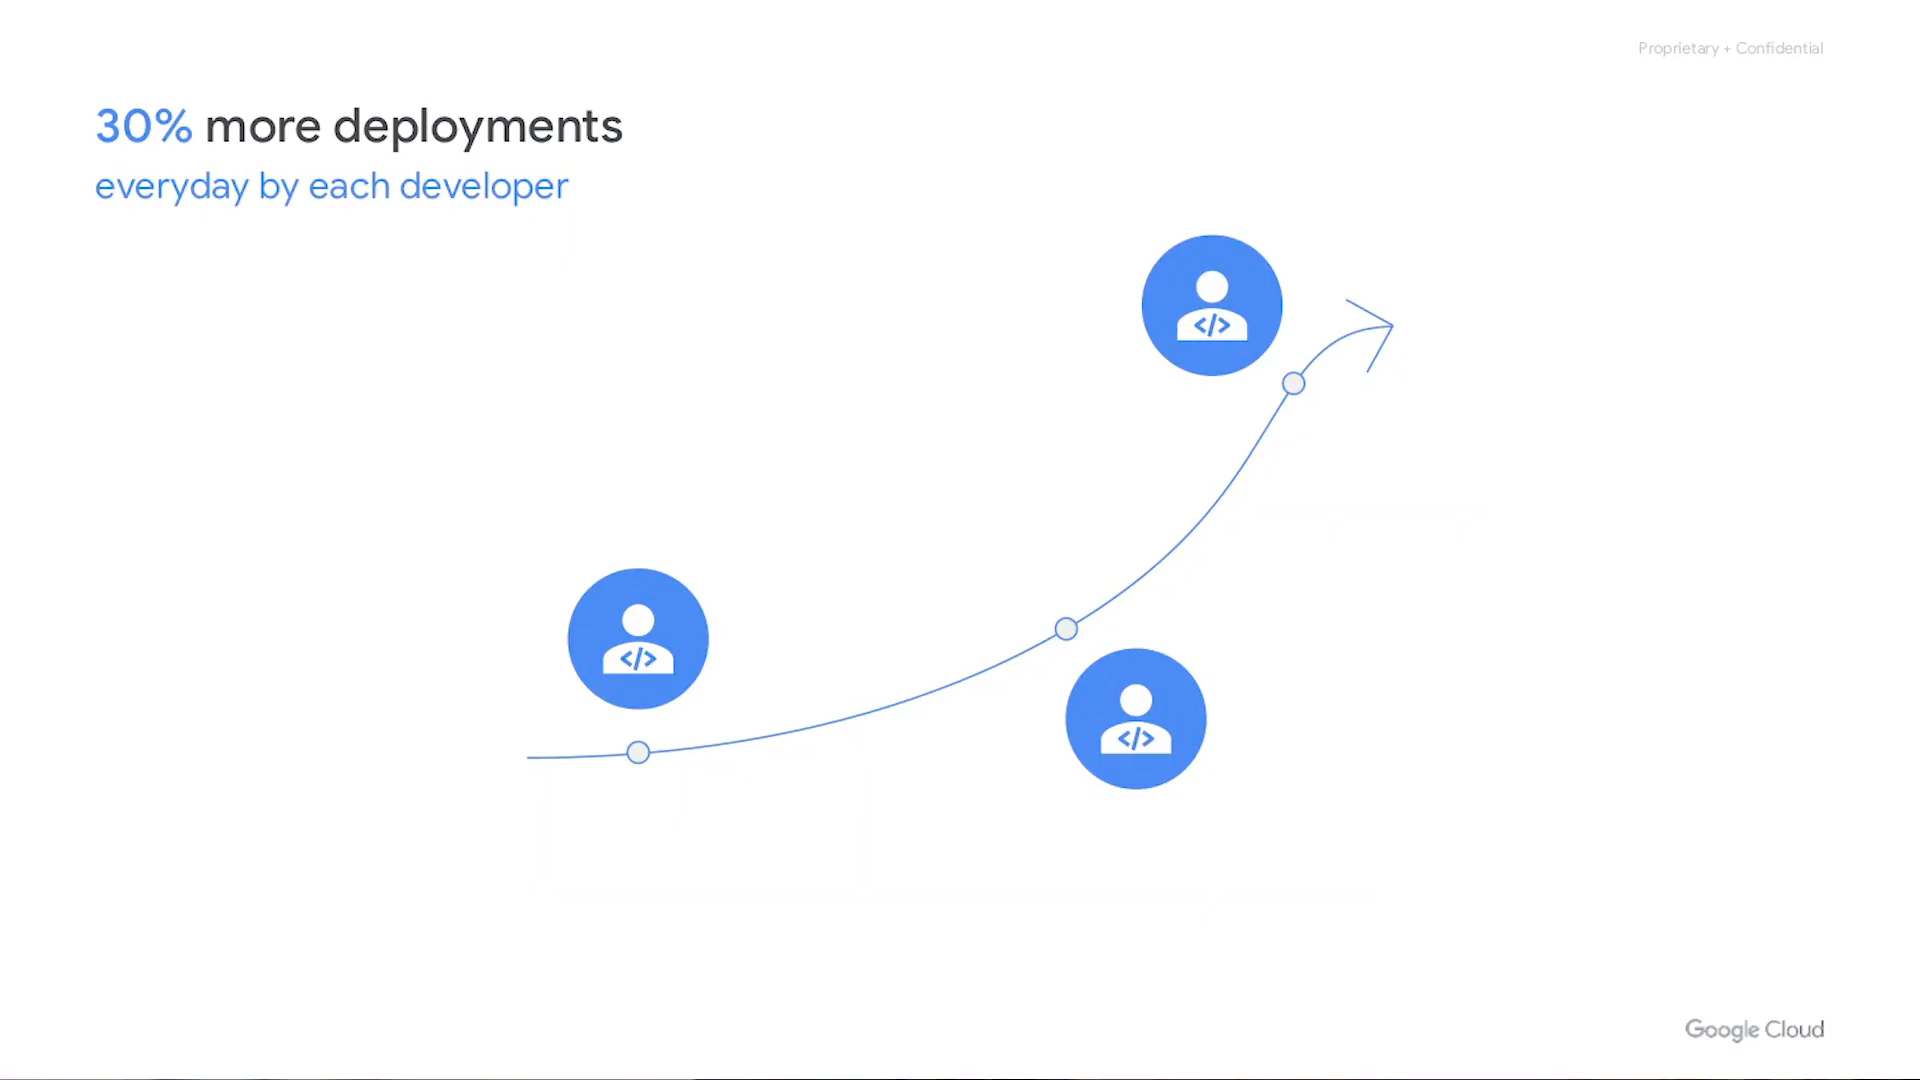 Proprietary + Confidential
30% more deployments
everyday by each developer
</>
</>
</>
Google Cloud